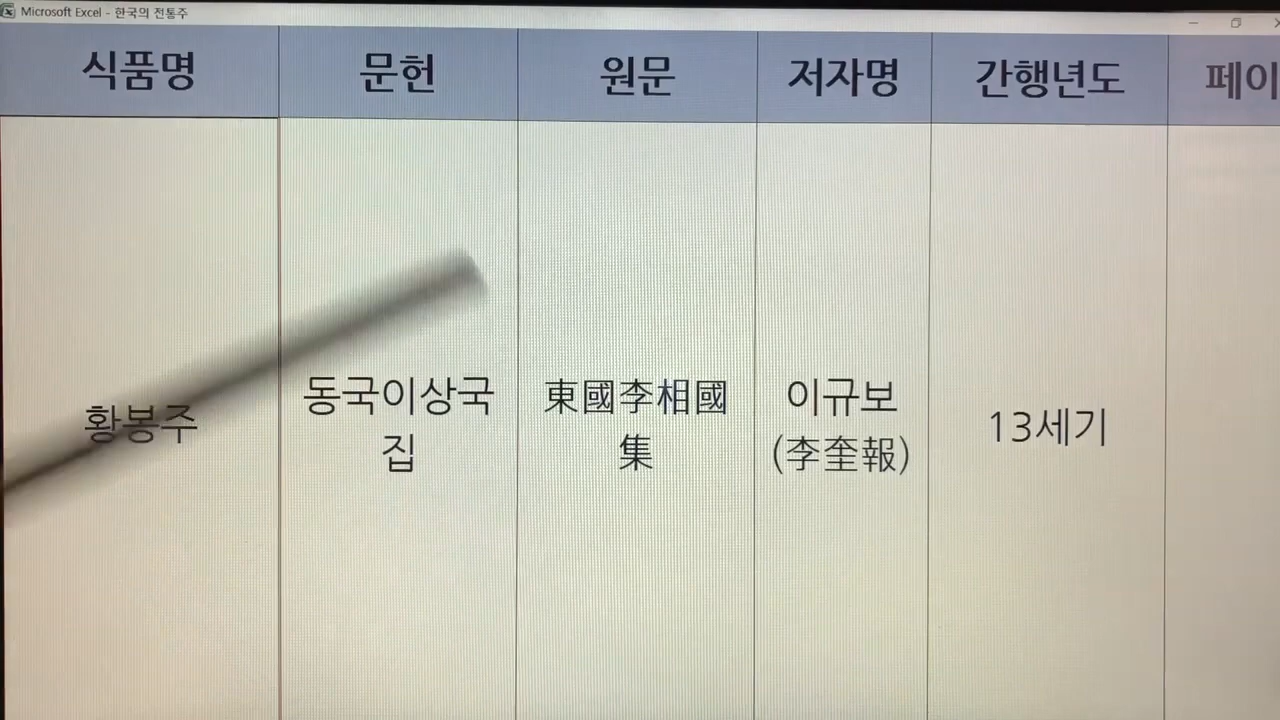 Microsoft Excel - 한국의 전통주
식품명 문헌 원문 저자명 간행년도 페이
황봉주 동국이상국집 東國李相國集 이규보(李奎報) 13세기